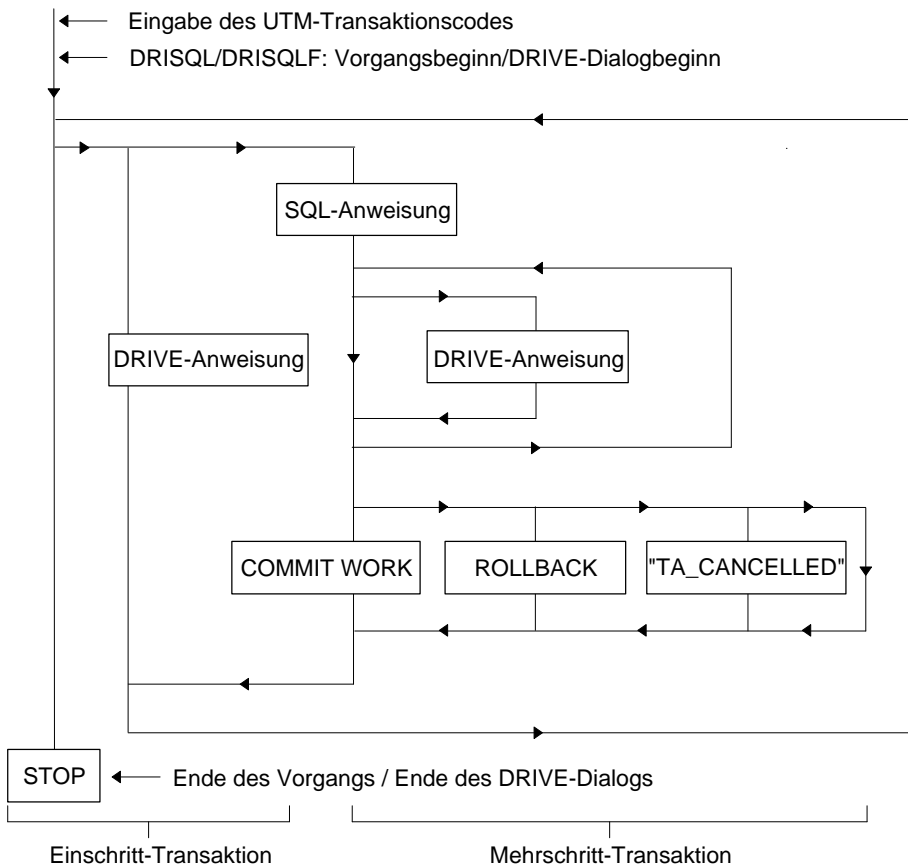 Eingabe des UTM-Transaktionscodes
DRISQL/DRISQLF: Vorgangsbeginn/DRIVE-Dialogbeginn
SQL-Anweisung
DRIVE-Anweisung
DRIVE-Anweisung
COMMIT WORK
ROLLBACK
"TA_CANCELLED"
STOP
Ende des Vorgangs / Ende des DRIVE-Dialogs
Einschritt-Transaktion
Mehrschritt-Transaktion